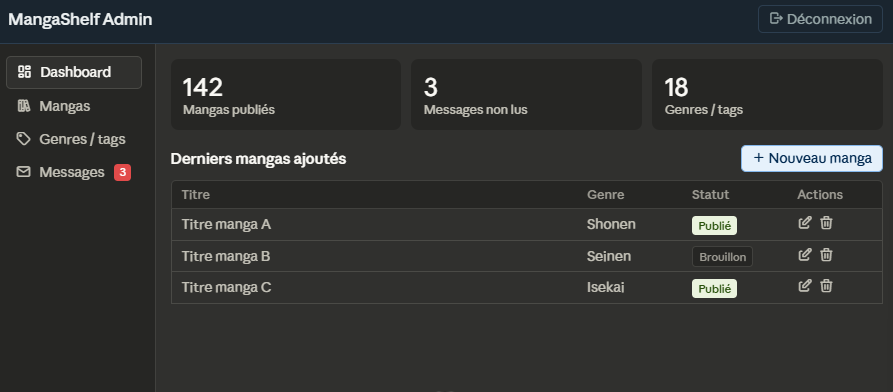 MangaShelf Admin
Déconnexion
Dashboard
Mangas
Genres / tags
Messages 3
142
Mangas publiés
3
Messages non lus
18
Genres / tags
Derniers mangas ajoutés
+ Nouveau manga
Titre Genre Statut Actions
Titre manga A Shonen Publié
Titre manga B Seinen Brouillon
Titre manga C Isekai Publié